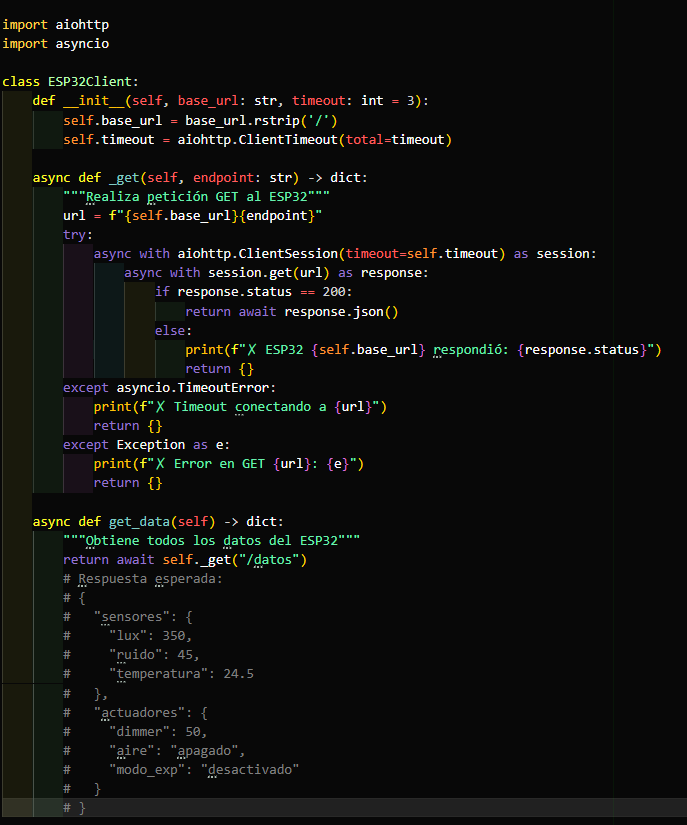 import aiohttp
import asyncio
class ESP32Client:
def __init__(self, base_url: str, timeout: int = 3):
self.base_url = base_url.rstrip('/')
self.timeout = aiohttp.ClientTimeout(total=timeout)
async def _get(self, endpoint: str) -> dict:
"""Realiza petición GET al ESP32"""
url = f"{self.base_url}{endpoint}"
try:
async with aiohttp.ClientSession(timeout=self.timeout) as session:
async with session.get(url) as response:
if response.status == 200:
return await response.json()
else:
print(f"✗ ESP32 {self.base_url} respondió: {response.status}")
return {}
except asyncio.TimeoutError:
print(f"✗ Timeout conectando a {url}")
return {}
except Exception as e:
print(f"✗ Error en GET {url}: {e}")
return {}
async def get_data(self) -> dict:
"""Obtiene todos los datos del ESP32"""
return await self._get("/datos")
# Respuesta esperada:
# {
#   "sensores": {
#     "lux": 350,
#     "ruido": 45,
#     "temperatura": 24.5
#   },
#   "actuadores": {
#     "dimmer": 50,
#     "aire": "apagado",
#     "modo_exp": "desactivado"
#   }
# }